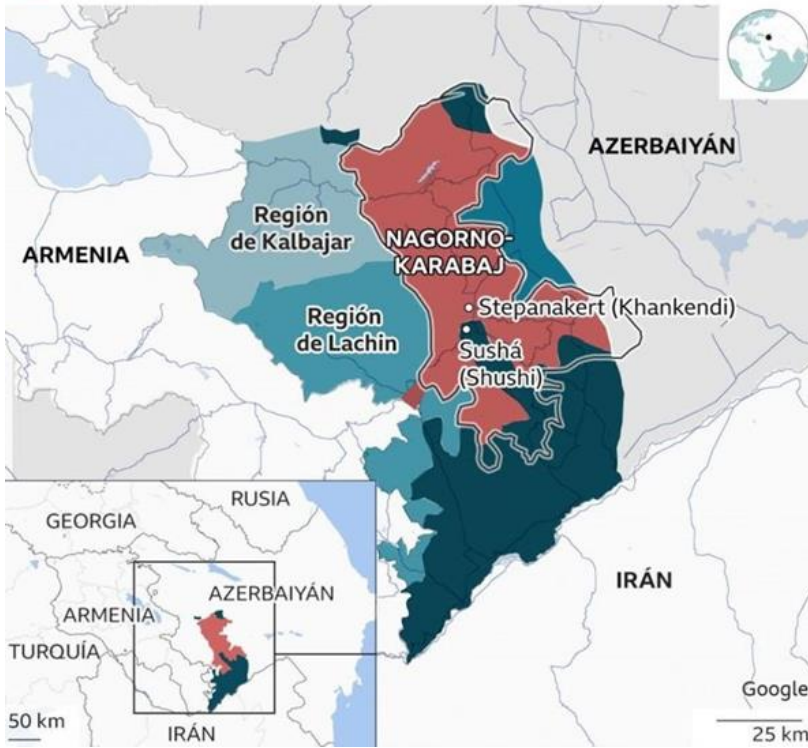 AZERBAIYÁN
Región
de Kalbajar
ARMENIA
NAGORNO-
KARABAJ
Stepanakert (Khankendi)
Región
de Lachin
Sushá
(Shushi)
RUSIA
GEORGIA
AZERBAIYÁN
ARMENIA
TURQUÍA
IRÁN
50 km
IRÁN
Google
25 km